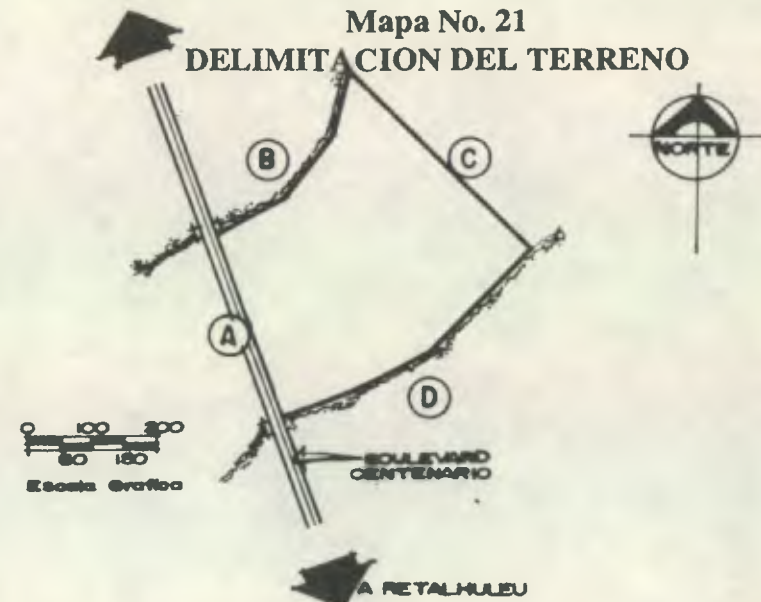 Mapa No. 21
DELIMITACION DEL TERRENO
B
C
NORTE
A
D
0 100 200
50 150
Escala Grafica
BOULEVARD
CENTENARIO
A RETALHULEU